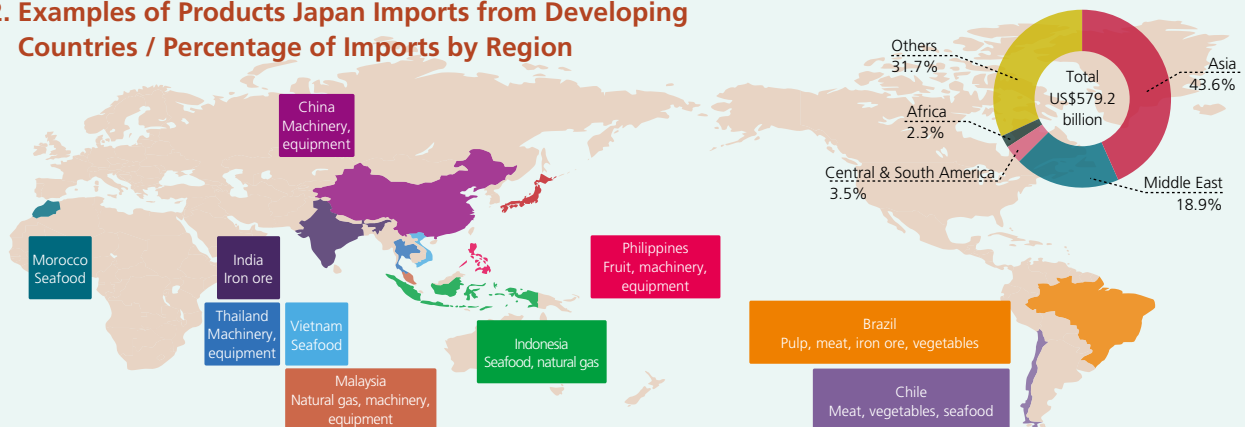 2. Examples of Products Japan Imports from Developing
Countries / Percentage of Imports by Region
Others
31.7%
Asia
43.6%
Total
US$579.2
billion
Africa
2.3%
Central & South America
3.5%
Middle East
18.9%
China
Machinery,
equipment
Morocco
Seafood
India
Iron ore
Philippines
Fruit, machinery,
equipment
Thailand
Machinery,
equipment
Vietnam
Seafood
Indonesia
Seafood, natural gas
Brazil
Pulp, meat, iron ore, vegetables
Malaysia
Natural gas, machinery,
equipment
Chile
Meat, vegetables, seafood